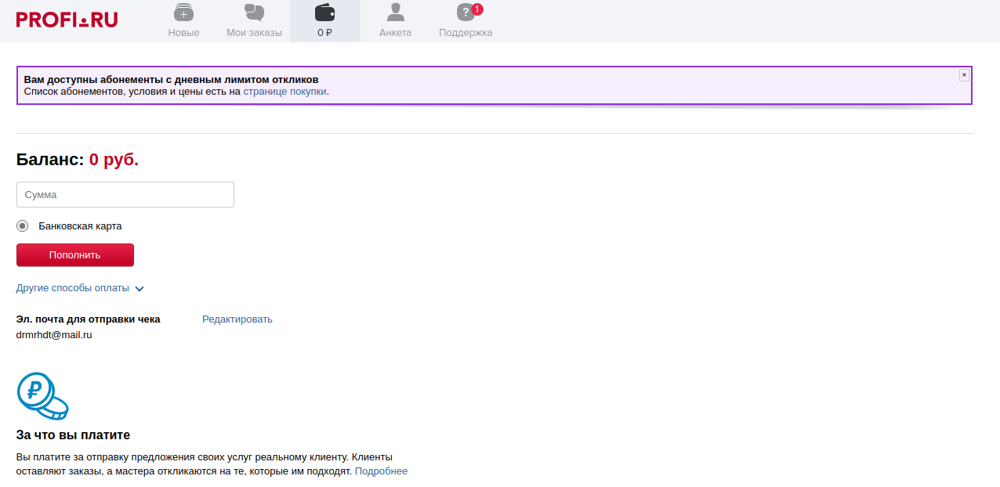 PROFI.RU
Новые
Мои заказы
0 ₽
Анкета
?
1
Поддержка
Вам доступны абонементы с дневным лимитом откликов
×
Список абонементов, условия и цены есть на странице покупки.
Баланс: 0 руб.
Сумма
Банковская карта
Пополнить
Другие способы оплаты
Эл. почта для отправки чека
Редактировать
drmrhdt@mail.ru
₽
За что вы платите
Вы платите за отправку предложения своих услуг реальному клиенту. Клиенты
оставляют заказы, а мастера откликаются на те, которые им подходят. Подробнее